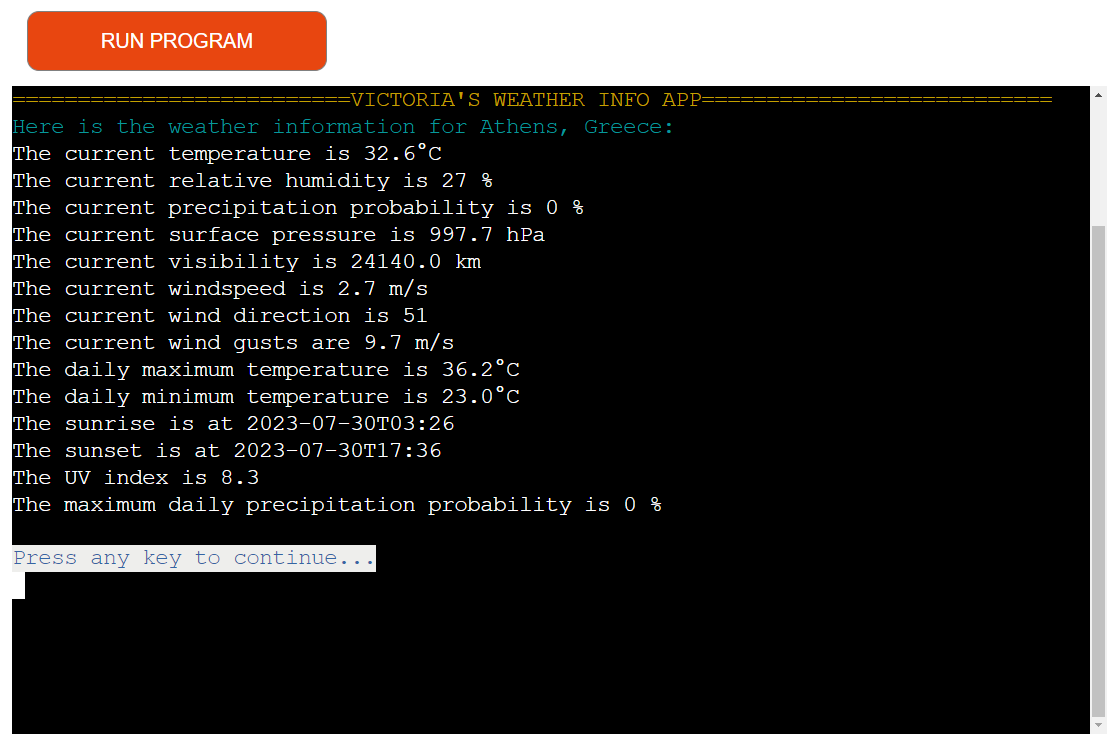 RUN PROGRAM
==========================VICTORIA'S WEATHER INFO APP===========================
Here is the weather information for Athens, Greece:
The current temperature is 32.6°C
The current relative humidity is 27 %
The current precipitation probability is 0 %
The current surface pressure is 997.7 hPa
The current visibility is 24140.0 km
The current windspeed is 2.7 m/s
The current wind direction is 51
The current wind gusts are 9.7 m/s
The daily maximum temperature is 36.2°C
The daily minimum temperature is 23.0°C
The sunrise is at 2023-07-30T03:26
The sunset is at 2023-07-30T17:36
The UV index is 8.3
The maximum daily precipitation probability is 0 %
Press any key to continue...